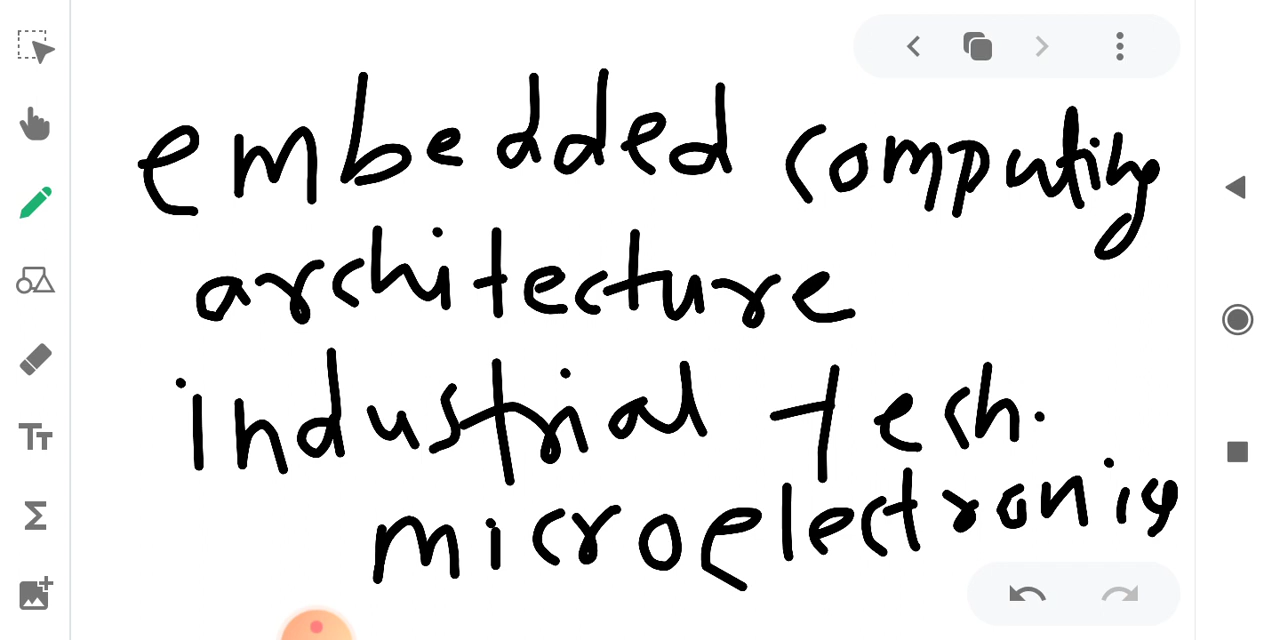 embedded computing
architecture
industrial tech.
microelectronics